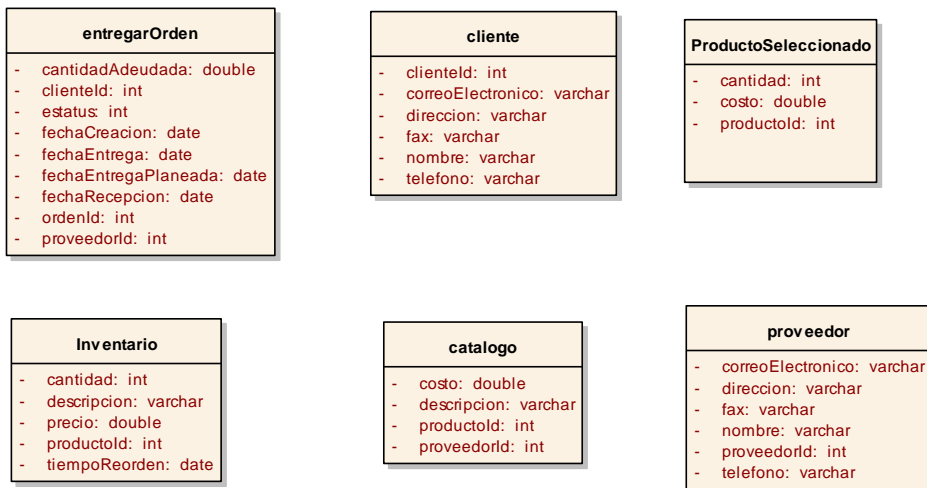 entregarOrden
- cantidadAdeudada: double
- clienteId: int
- estatus: int
- fechaCreacion: date
- fechaEntrega: date
- fechaEntregaPlaneada: date
- fechaRecepcion: date
- ordenId: int
- proveedorId: int
cliente
- clienteId: int
- correoElectronico: varchar
- direccion: varchar
- fax: varchar
- nombre: varchar
- telefono: varchar
ProductoSeleccionado
- cantidad: int
- costo: double
- productoId: int
Inventario
- cantidad: int
- descripcion: varchar
- precio: double
- productoId: int
- tiempoReorden: date
catalogo
- costo: double
- descripcion: varchar
- productoId: int
- proveedorId: int
proveedor
- correoElectronico: varchar
- direccion: varchar
- fax: varchar
- nombre: varchar
- proveedorId: int
- telefono: varchar